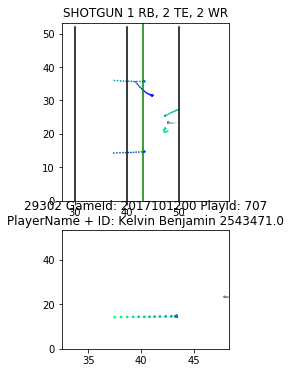 SHOTGUN 1 RB, 2 TE, 2 WR
50
40
30
20
10
0
30 40 50
29302 GameId: 2017101200 PlayId: 707
PlayerName + ID: Kelvin Benjamin 2543471.0
40
20
0
35 40 45